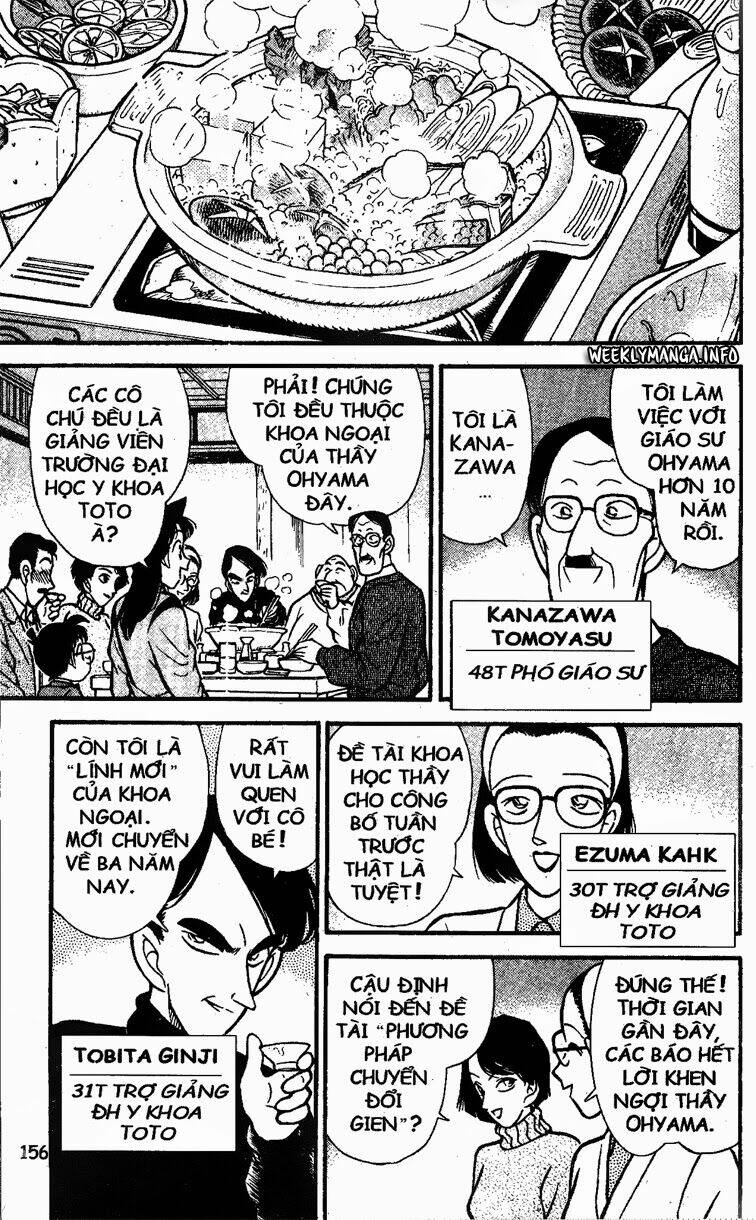 WEEKLYMANGA.INFO
CÁC CÔ
CHÚ ĐỀU LÀ
GIẢNG VIÊN
TRƯỜNG ĐẠI
HỌC Y KHOA
TOTO
À?
PHẢI! CHÚNG
TÔI ĐỀU THUỘC
KHOA NGOẠI
CỦA THẦY
OHYAMA
ĐÂY.
TÔI LÀ
KANA-
ZAWA
...
TÔI LÀM
VIỆC VỚI
GIÁO SƯ
OHYAMA
HƠN 10
NĂM
RỒI.
KANAZAWA
TOMOYASU
48T PHÓ GIÁO SƯ
CÒN TÔI LÀ
"LÍNH MỚI"
CỦA KHOA
NGOẠI.
MỚI CHUYỂN
VỀ BA NĂM
NAY.
RẤT
VUI LÀM
QUEN
VỚI CÔ
BÉ!
TOBITA GINJI
31T TRỢ GIẢNG
ĐH Y KHOA
TOTO
ĐỀ TÀI KHOA
HỌC THẦY
CHO CÔNG
BỐ TUẦN
TRƯỚC
THẬT LÀ
TUYỆT!
EZUMA KAHK
30T TRỢ GIẢNG
ĐH Y KHOA
TOTO
CẬU ĐỊNH
NÓI ĐẾN ĐỀ
TÀI "PHƯƠNG
PHÁP
CHUYỂN
ĐỔI
GIEN"?
ĐÚNG THẾ!
THỜI GIAN
GẦN ĐÂY,
CÁC BÁO HẾT
LỜI KHEN
NGỢI THẦY
OHYAMA.
156